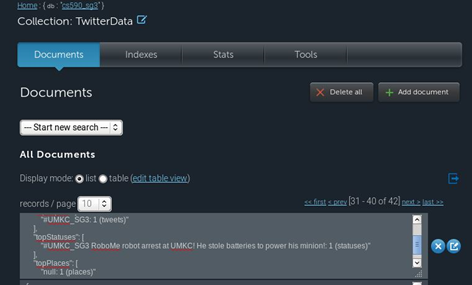 Home : { db : "cs590_sg3" }
Collection: TwitterData
Documents Indexes Stats Tools
Documents
Delete all
Add document
--- Start new search ---
All Documents
Display mode: list table (edit table view)
records / page 10 << first < prev [31 - 40 of 42] next > last >>
"#UMKC_SG3: 1 (tweets)"
],
"topStatuses": [
"#UMKC_SG3 RoboMe robot arrest at UMKC! He stole batteries to power his minion!: 1 (statuses)"
],
"topPlaces": [
"null: 1 (places)"